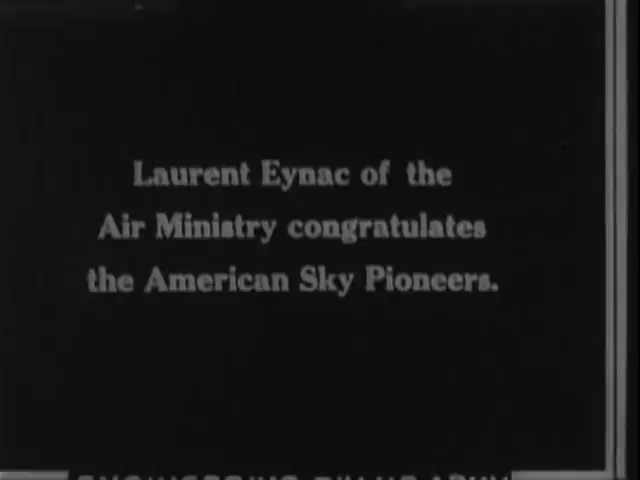 Laurent Eynac of the
Air Ministry congratulates
the American Sky Pioneers.